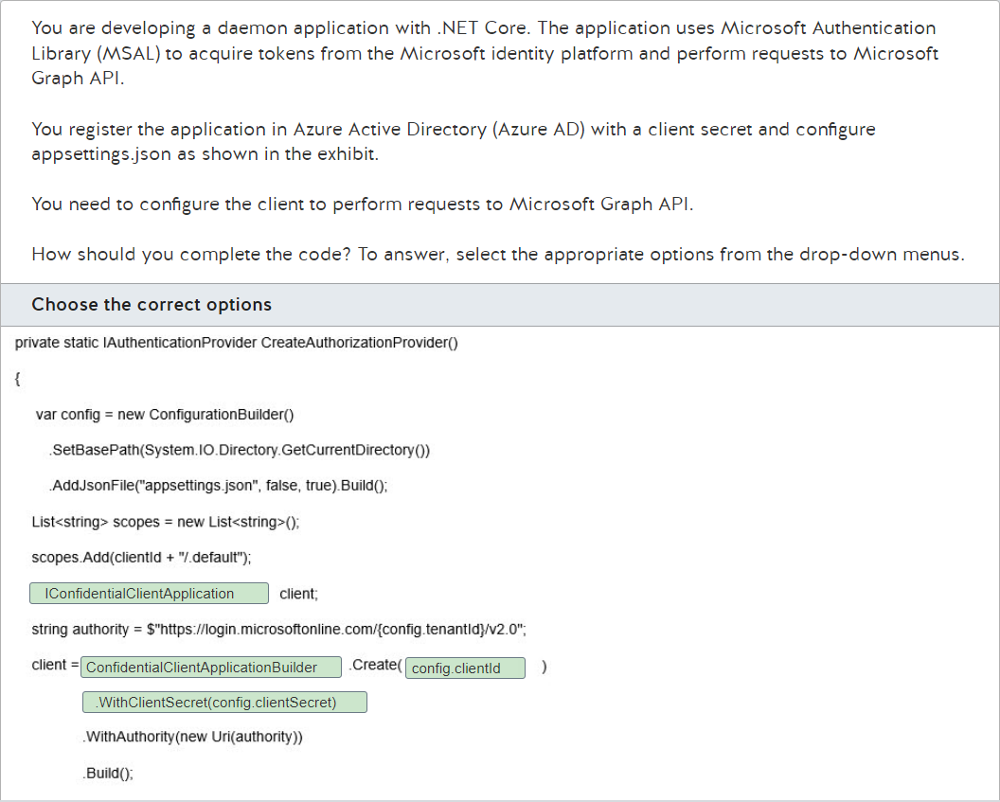 You are developing a daemon application with .NET Core. The application uses Microsoft Authentication
Library (MSAL) to acquire tokens from the Microsoft identity platform and perform requests to Microsoft
Graph API.
You register the application in Azure Active Directory (Azure AD) with a client secret and configure
appsettings.json as shown in the exhibit.
You need to configure the client to perform requests to Microsoft Graph API.
How should you complete the code? To answer, select the appropriate options from the drop-down menus.
Choose the correct options
private static IAuthenticationProvider CreateAuthorizationProvider()
{
var config = new ConfigurationBuilder()
.SetBasePath(System.IO.Directory.GetCurrentDirectory())
.AddJsonFile("appsettings.json", false, true).Build();
List<string> scopes = new List<string>();
scopes.Add(clientId + "/.default");
IConfidentialClientApplication client;
string authority = $"https://login.microsoftonline.com/{config.tenantId}/v2.0";
client = ConfidentialClientApplicationBuilder .Create( config.clientId )
.WithClientSecret(config.clientSecret)
.WithAuthority(new Uri(authority))
.Build();